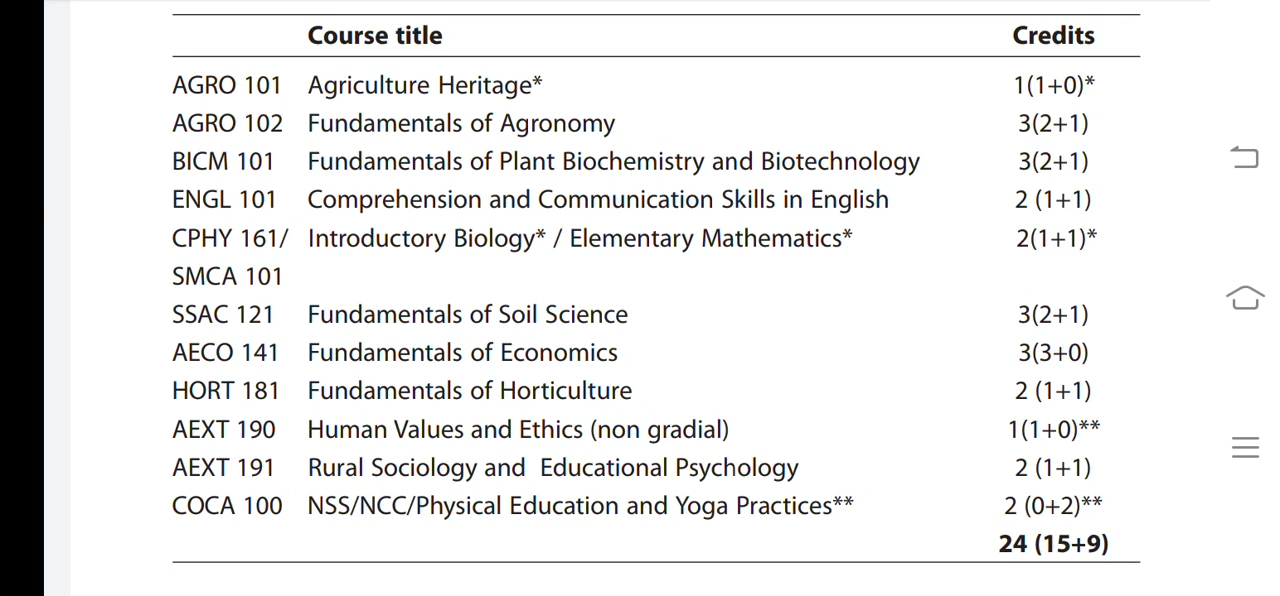 Course title Credits
AGRO 101 Agriculture Heritage* 1(1+0)*
AGRO 102 Fundamentals of Agronomy 3(2+1)
BICM 101 Fundamentals of Plant Biochemistry and Biotechnology 3(2+1)
ENGL 101 Comprehension and Communication Skills in English 2 (1+1)
CPHY 161/ Introductory Biology* / Elementary Mathematics* 2(1+1)*
SMCA 101
SSAC 121 Fundamentals of Soil Science 3(2+1)
AECO 141 Fundamentals of Economics 3(3+0)
HORT 181 Fundamentals of Horticulture 2 (1+1)
AEXT 190 Human Values and Ethics (non gradial) 1(1+0)**
AEXT 191 Rural Sociology and Educational Psychology 2 (1+1)
COCA 100 NSS/NCC/Physical Education and Yoga Practices** 2 (0+2)**
24 (15+9)